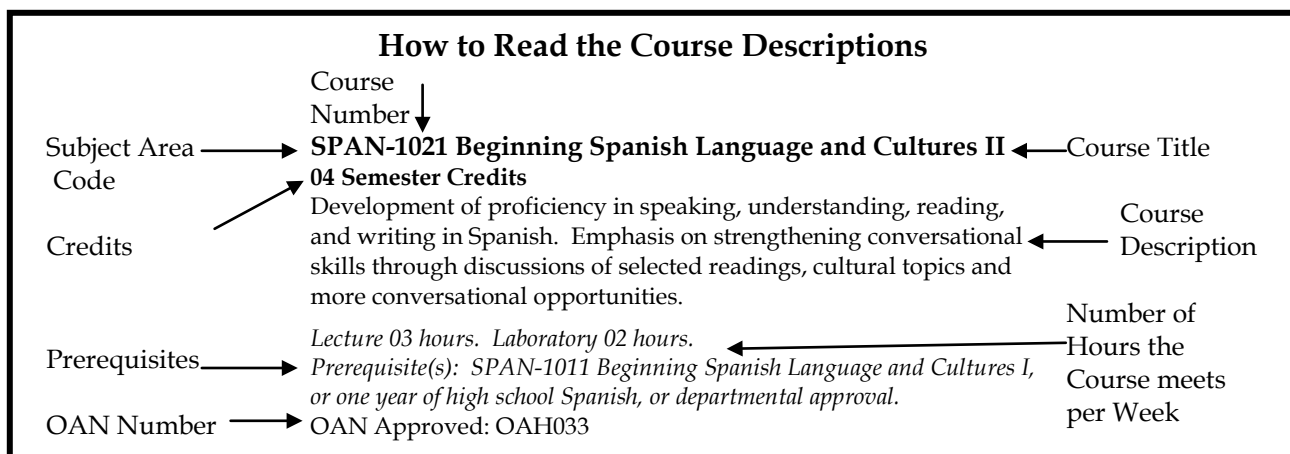 How to Read the Course Descriptions
Course
Number
Subject Area
Code
SPAN-1021 Beginning Spanish Language and Cultures II
Course Title
04 Semester Credits
Credits
Development of proficiency in speaking, understanding, reading,
and writing in Spanish.  Emphasis on strengthening conversational
skills through discussions of selected readings, cultural topics and
more conversational opportunities.
Course
Description
Lecture 03 hours.  Laboratory 02 hours.
Number of
Hours the
Course meets
per Week
Prerequisites
Prerequisite(s):  SPAN-1011 Beginning Spanish Language and Cultures I,
or one year of high school Spanish, or departmental approval.
OAN Number
OAN Approved: OAH033